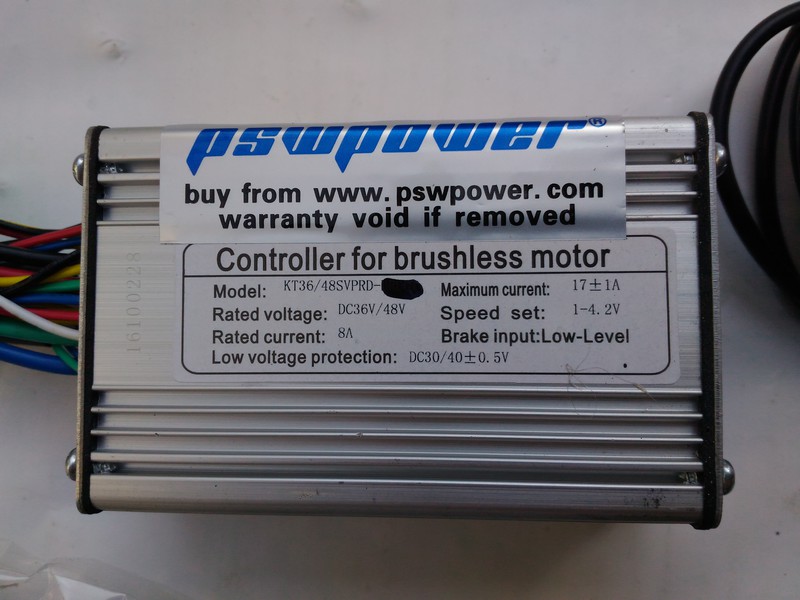 pswpower®
buy from www.pswpower.com
warranty void if removed
Controller for brushless motor
Model: KT36/48SVPRD- Maximum current: 17±1A
Rated voltage: DC36V/48V Speed set: 1-4.2V
Rated current: 8A Brake input:Low-Level
Low voltage protection: DC30/40±0.5V
16100228